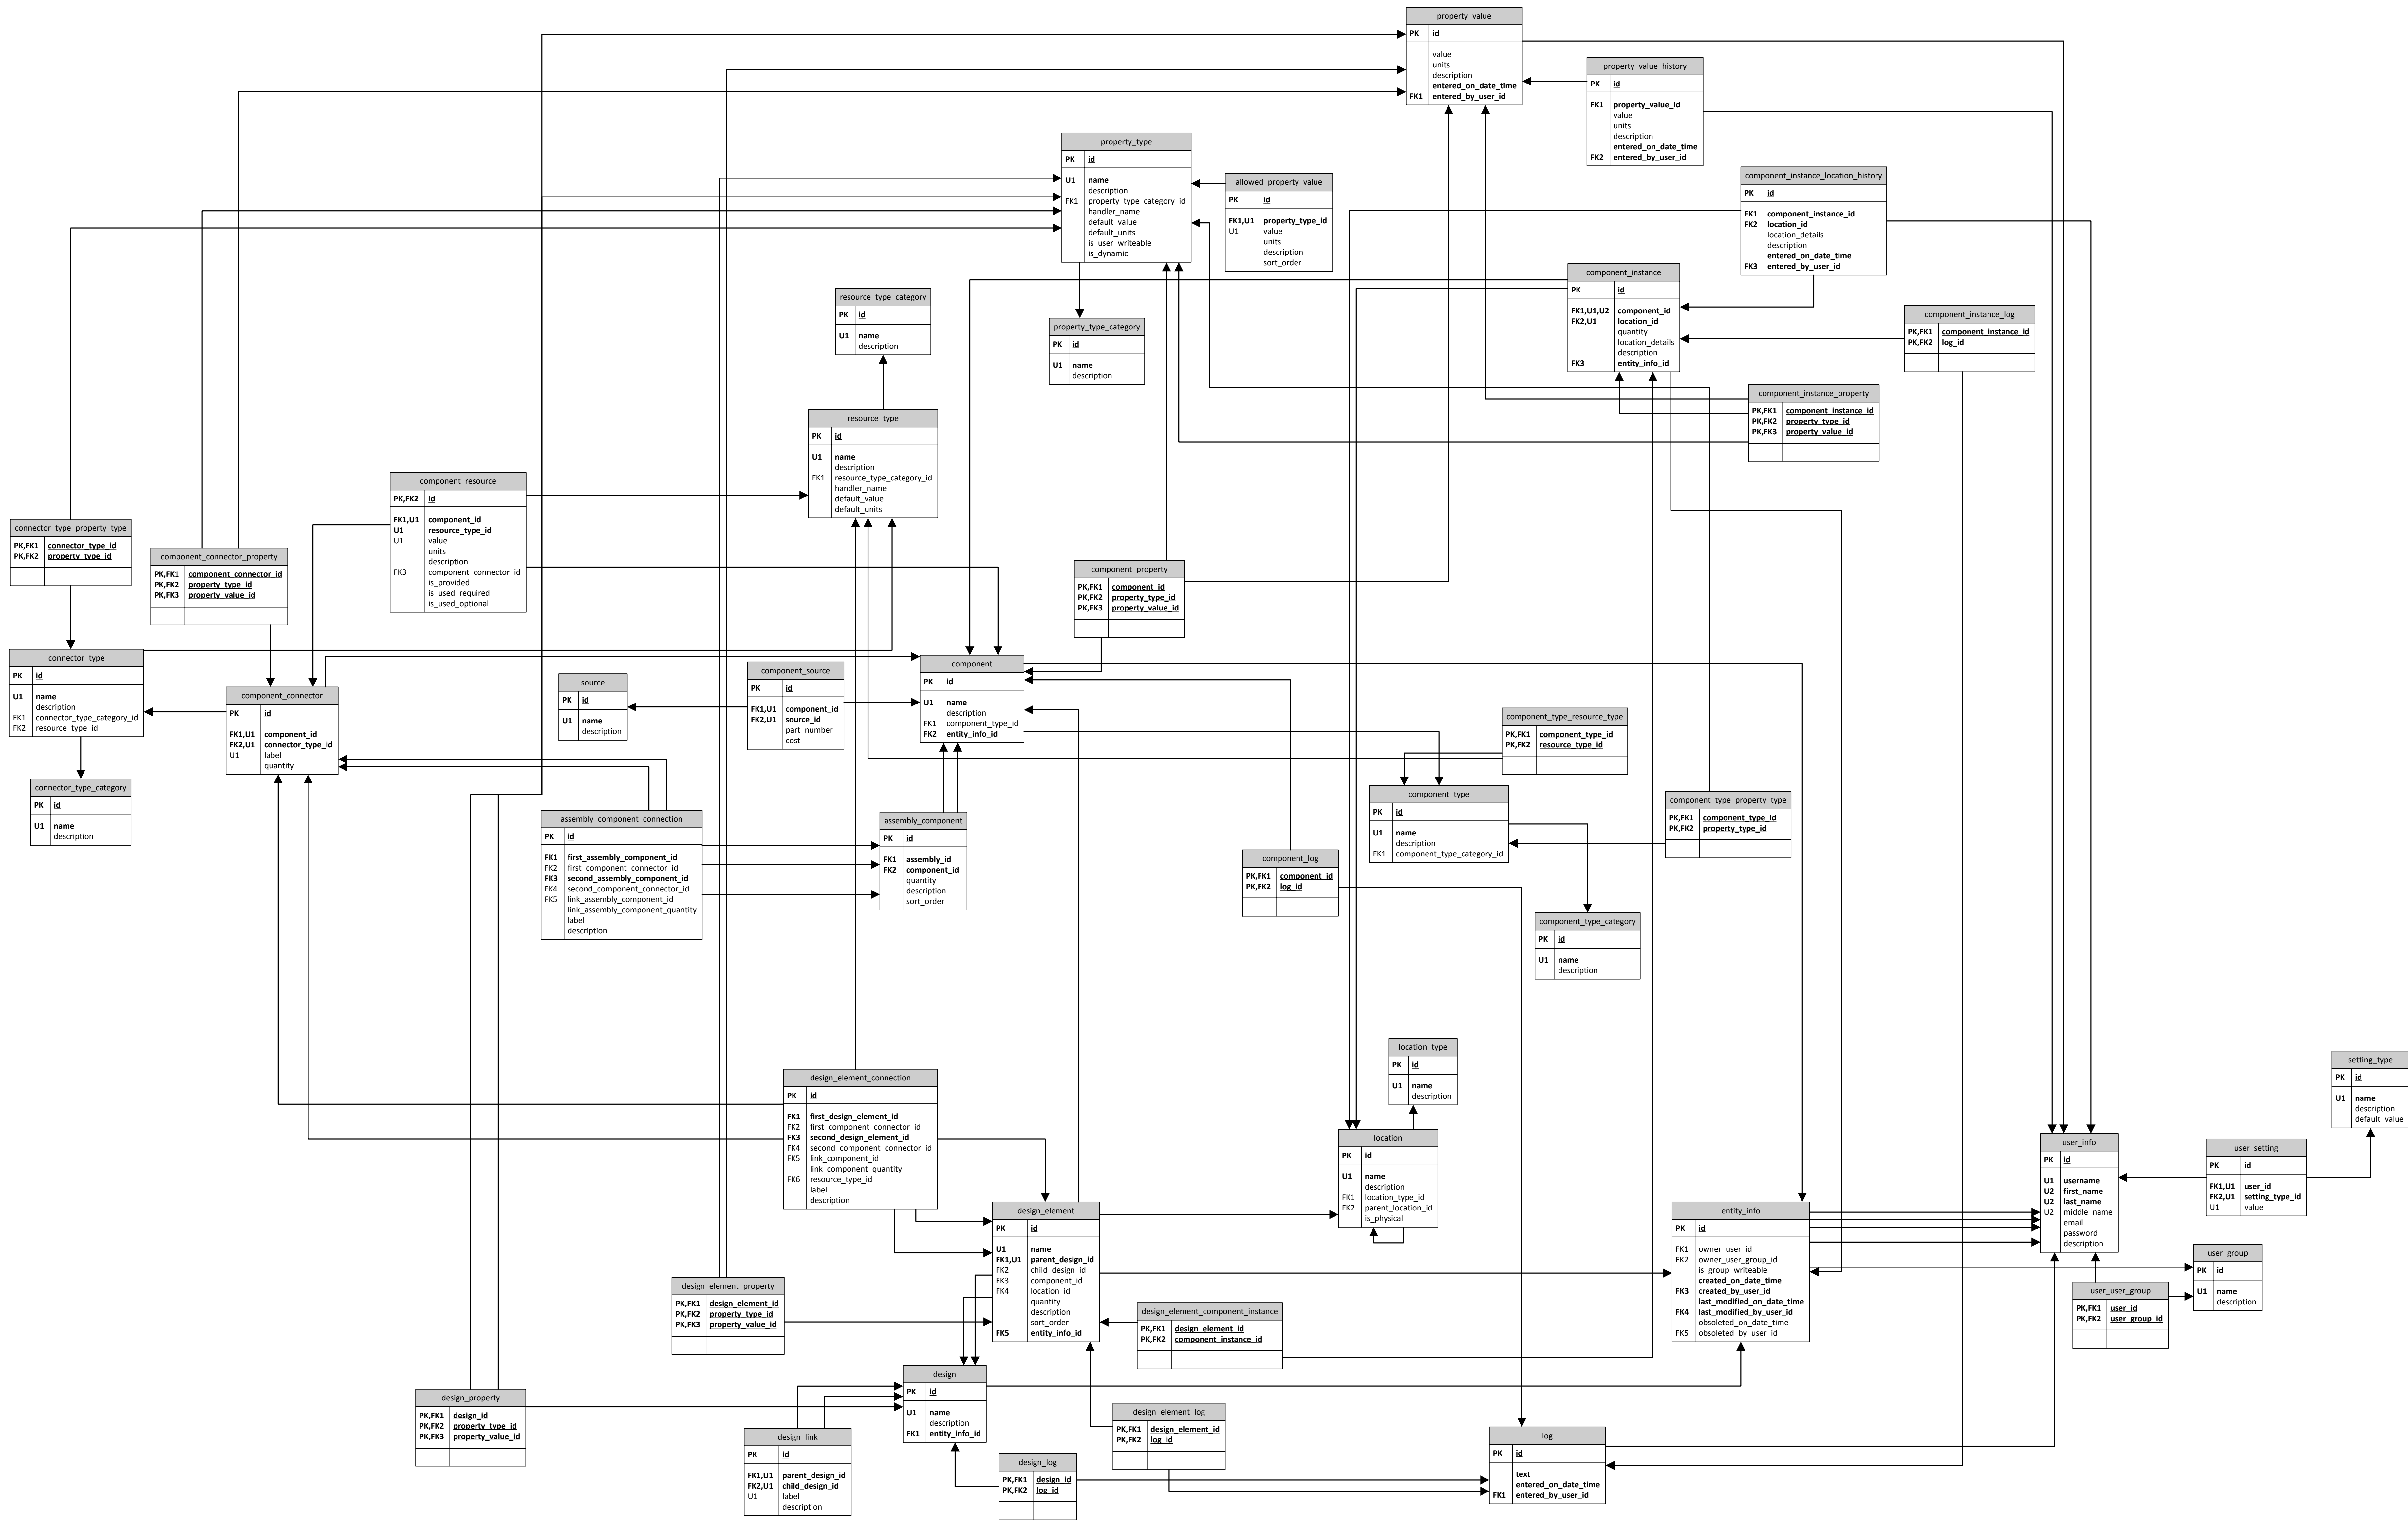 property_value
PK id
value
units
description
entered_on_date_time
FK1 entered_by_user_id
property_value_history
PK id
FK1 property_value_id
value
units
description
entered_on_date_time
FK2 entered_by_user_id
property_type
PK id
U1 name
description
FK1 property_type_category_id
handler_name
default_value
default_units
is_user_writeable
is_dynamic
allowed_property_value
PK id
FK1,U1 property_type_id
U1 value
units
description
sort_order
component_instance_location_history
PK id
FK1 component_instance_id
FK2 location_id
location_details
description
entered_on_date_time
FK3 entered_by_user_id
component_instance
PK id
FK1,U1,U2 component_id
FK2,U1 location_id
quantity
location_details
description
FK3 entity_info_id
component_instance_log
PK,FK1 component_instance_id
PK,FK2 log_id
resource_type_category
PK id
U1 name
description
property_type_category
PK id
U1 name
description
component_instance_property
PK,FK1 component_instance_id
PK,FK2 property_type_id
PK,FK3 property_value_id
resource_type
PK id
U1 name
description
FK1 resource_type_category_id
handler_name
default_value
default_units
component_resource
PK,FK2 id
FK1,U1 component_id
U1 resource_type_id
U1 value
units
description
FK3 component_connector_id
is_provided
is_used_required
is_used_optional
connector_type_property_type
PK,FK1 connector_type_id
PK,FK2 property_type_id
component_connector_property
PK,FK1 component_connector_id
PK,FK2 property_type_id
PK,FK3 property_value_id
component_property
PK,FK1 component_id
PK,FK2 property_type_id
PK,FK3 property_value_id
connector_type
PK id
U1 name
description
FK1 connector_type_category_id
FK2 resource_type_id
component_connector
PK id
FK1,U1 component_id
FK2,U1 connector_type_id
U1 label
quantity
source
PK id
U1 name
description
component_source
PK id
FK1,U1 component_id
FK2,U1 source_id
part_number
cost
component
PK id
U1 name
description
FK1 component_type_id
FK2 entity_info_id
component_type_resource_type
PK,FK1 component_type_id
PK,FK2 resource_type_id
connector_type_category
PK id
U1 name
description
assembly_component_connection
PK id
FK1 first_assembly_component_id
FK2 first_component_connector_id
FK3 second_assembly_component_id
FK4 second_component_connector_id
FK5 link_assembly_component_id
link_assembly_component_quantity
label
description
assembly_component
PK id
FK1 assembly_id
FK2 component_id
quantity
description
sort_order
component_type
PK id
U1 name
description
FK1 component_type_category_id
component_type_property_type
PK,FK1 component_type_id
PK,FK2 property_type_id
component_log
PK,FK1 component_id
PK,FK2 log_id
component_type_category
PK id
U1 name
description
location_type
PK id
U1 name
description
setting_type
PK id
U1 name
description
default_value
design_element_connection
PK id
FK1 first_design_element_id
FK2 first_component_connector_id
FK3 second_design_element_id
FK4 second_component_connector_id
FK5 link_component_id
link_component_quantity
FK6 resource_type_id
label
description
location
PK id
U1 name
description
FK1 location_type_id
FK2 parent_location_id
is_physical
user_info
PK id
U1 username
U2 first_name
U2 last_name
U2 middle_name
email
password
description
user_setting
PK id
FK1,U1 user_id
FK2,U1 setting_type_id
U1 value
design_element
PK id
U1 name
FK1,U1 parent_design_id
FK2 child_design_id
FK3 component_id
FK4 location_id
quantity
description
sort_order
FK5 entity_info_id
entity_info
PK id
FK1 owner_user_id
FK2 owner_user_group_id
is_group_writeable
created_on_date_time
FK3 created_by_user_id
last_modified_on_date_time
FK4 last_modified_by_user_id
obsoleted_on_date_time
FK5 obsoleted_by_user_id
user_group
PK id
U1 name
description
user_user_group
PK,FK1 user_id
PK,FK2 user_group_id
design_element_property
PK,FK1 design_element_id
PK,FK2 property_type_id
PK,FK3 property_value_id
design_element_component_instance
PK,FK1 design_element_id
PK,FK2 component_instance_id
design
PK id
U1 name
description
FK1 entity_info_id
design_property
PK,FK1 design_id
PK,FK2 property_type_id
PK,FK3 property_value_id
design_link
PK id
FK1,U1 parent_design_id
FK2,U1 child_design_id
U1 label
description
design_element_log
PK,FK1 design_element_id
PK,FK2 log_id
design_log
PK,FK1 design_id
PK,FK2 log_id
log
PK id
text
entered_on_date_time
FK1 entered_by_user_id